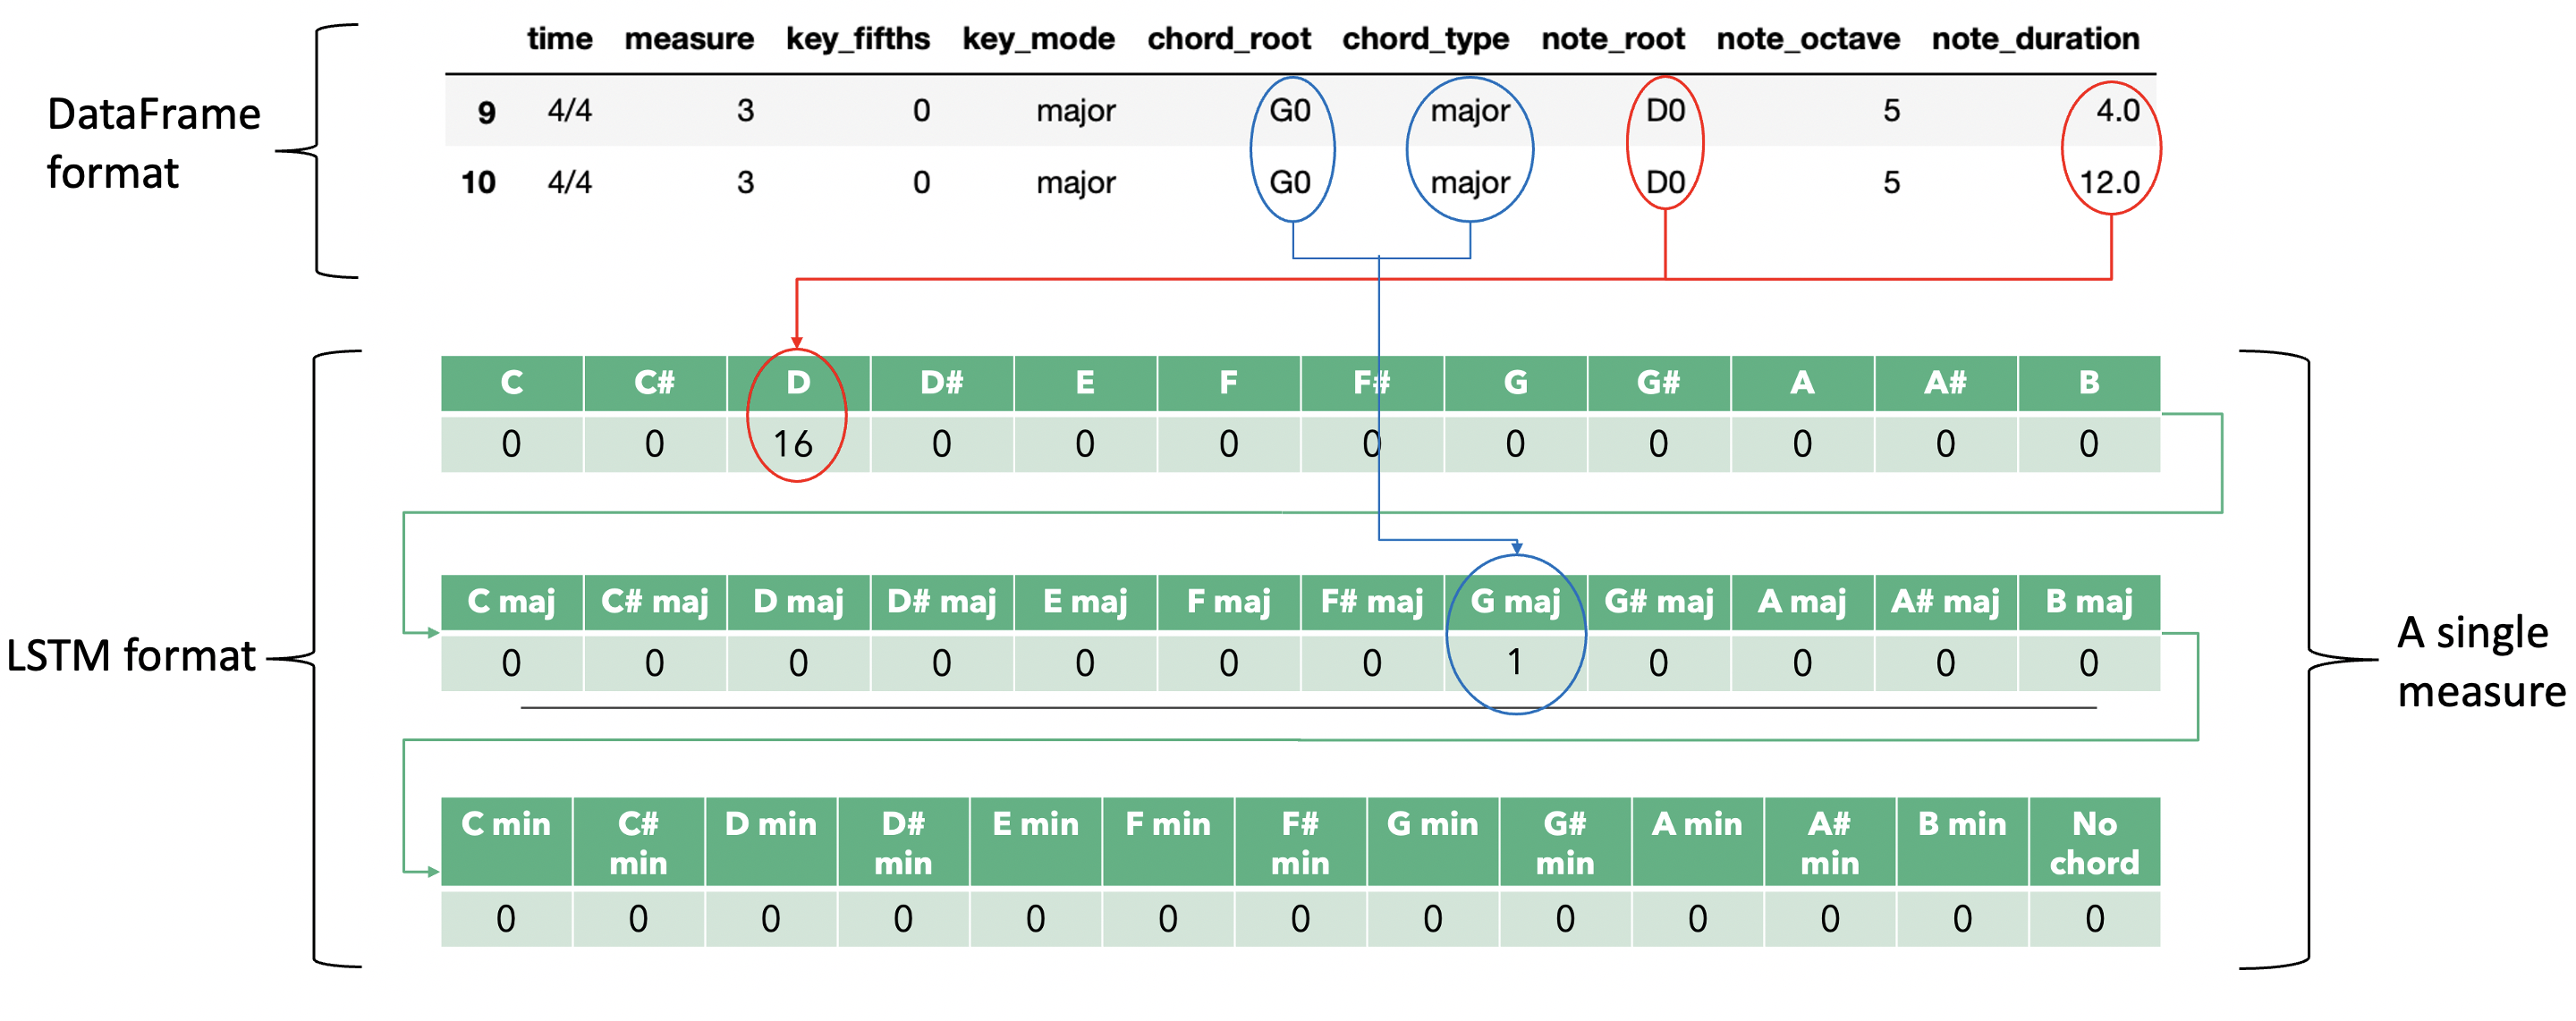 time measure key_fifths key_mode chord_root chord_type note_root note_octave note_duration
9 4/4 3 0 major G0 major D0 5 4.0
10 4/4 3 0 major G0 major D0 5 12.0
DataFrame
format
C C# D D# E F F# G G# A A# B
0 0 16 0 0 0 0 0 0 0 0 0
C maj C# maj D maj D# maj E maj F maj F# maj G maj G# maj A maj A# maj B maj
0 0 0 0 0 0 0 1 0 0 0 0
LSTM format
A single
measure
C min C# min D min D# min E min F min F# min G min G# min A min A# min B min No chord
0 0 0 0 0 0 0 0 0 0 0 0 0